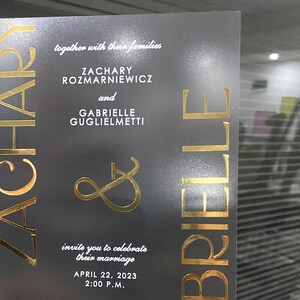 together with their families
ZACHARY
ROZMARNIEWICZ
and
GABRIELLE
GUGLIELMETTI
&
invite you to celebrate
their marriage
APRIL 22, 2023
2:00 P.M.
ZACHARY
BRIELLE